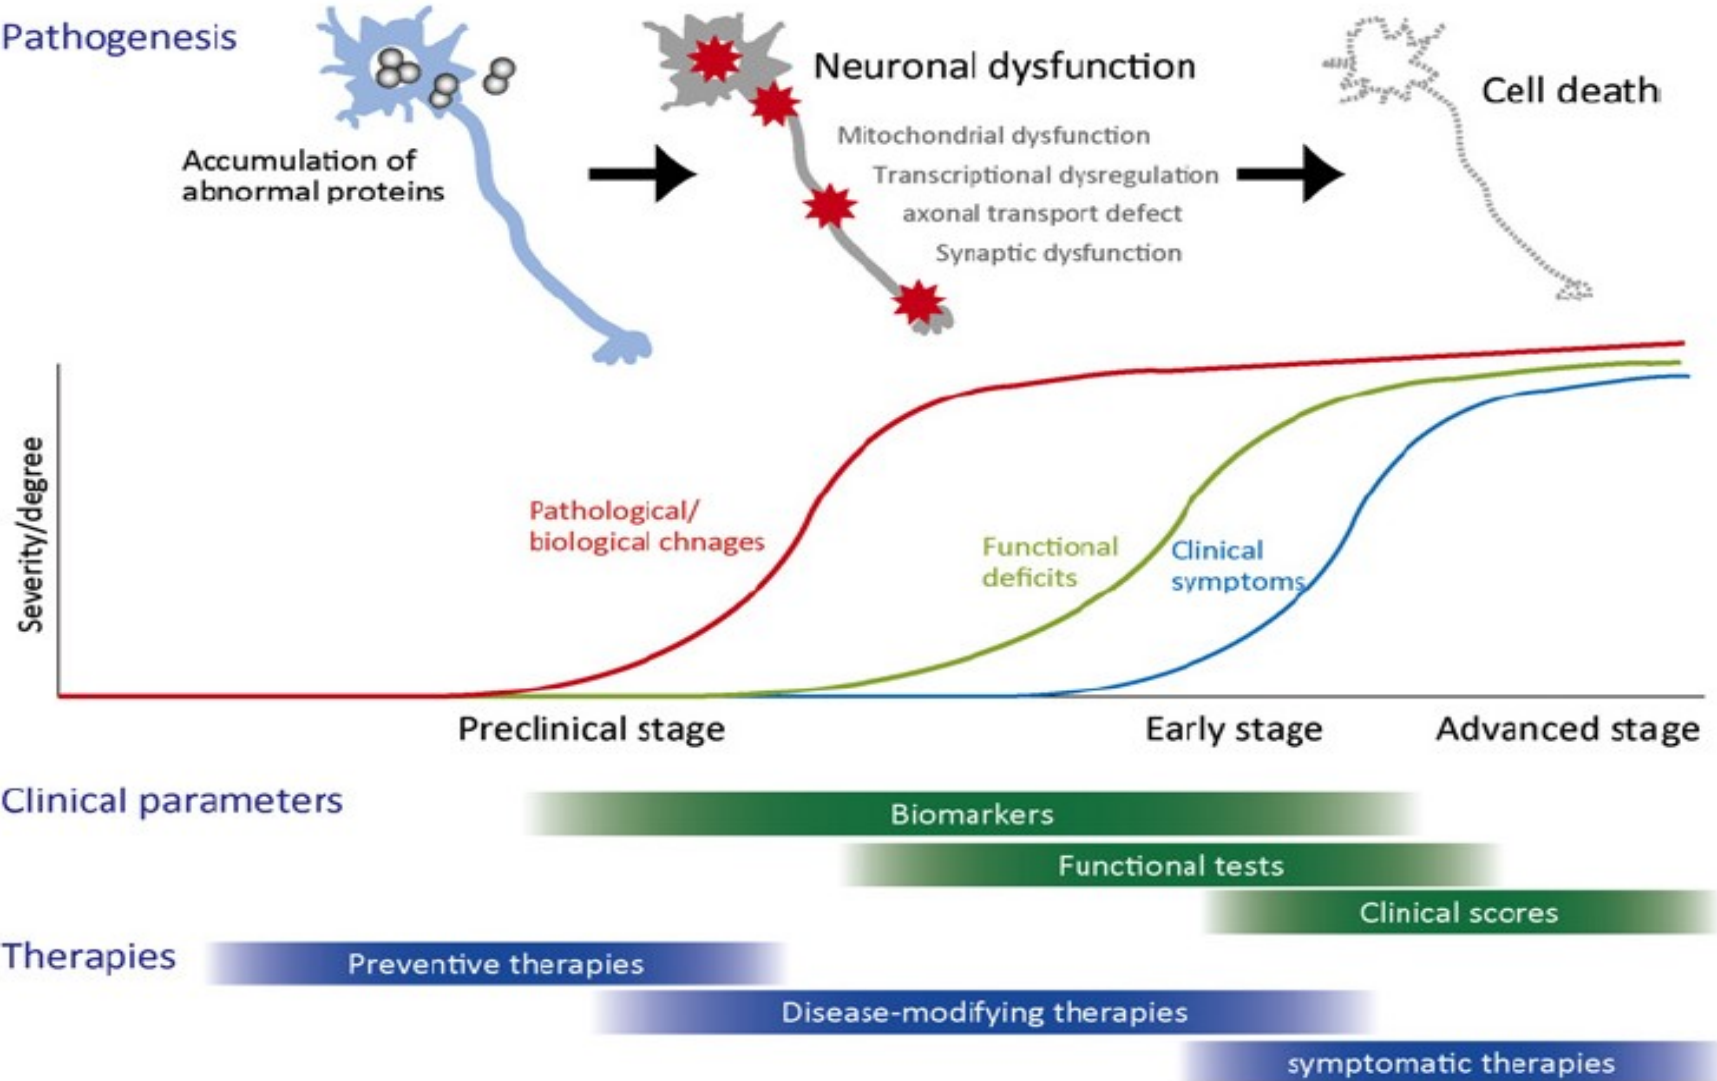 Pathogenesis
Accumulation of
abnormal proteins
Neuronal dysfunction
Mitochondrial dysfunction
Transcriptional dysregulation
axonal transport defect
Synaptic dysfunction
Cell death
Severity/degree
Pathological/
biological chnages
Functional
deficits
Clinical
symptoms
Preclinical stage
Early stage
Advanced stage
Clinical parameters
Biomarkers
Functional tests
Clinical scores
Therapies
Preventive therapies
Disease-modifying therapies
symptomatic therapies